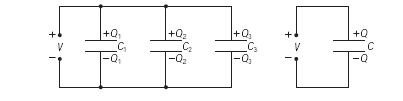 + +Q₁ +Q₂ +Q₃ + +Q
V C₁ C₂ C₃ V C
− −Q₁ −Q₂ −Q₃ − −Q